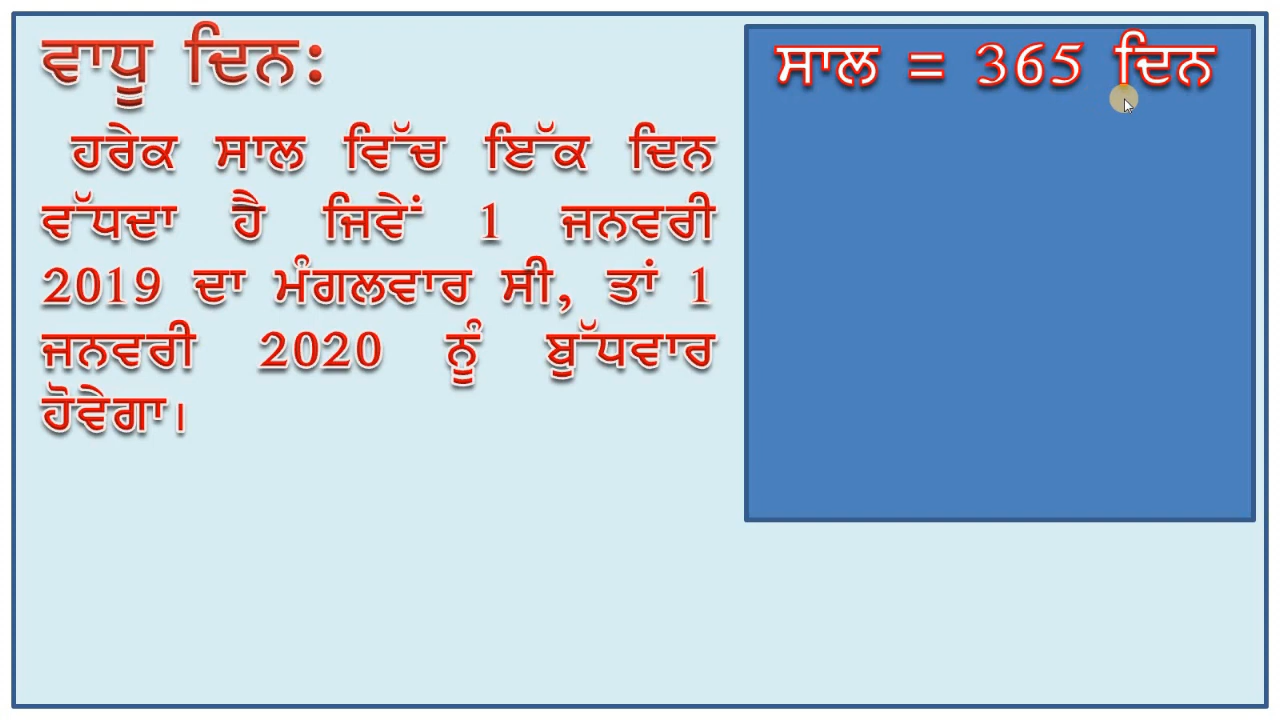 ਵਾਧੂ ਦਿਨ:
ਹਰੇਕ ਸਾਲ ਵਿੱਚ ਇੱਕ ਦਿਨ
ਵੱਧਦਾ ਹੈ ਜਿਵੇਂ 1 ਜਨਵਰੀ
2019 ਦਾ ਮੰਗਲਵਾਰ ਸੀ, ਤਾਂ 1
ਜਨਵਰੀ 2020 ਨੂੰ ਬੁੱਧਵਾਰ
ਹੋਵੇਗਾ।
ਸਾਲ = 365 ਦਿਨ